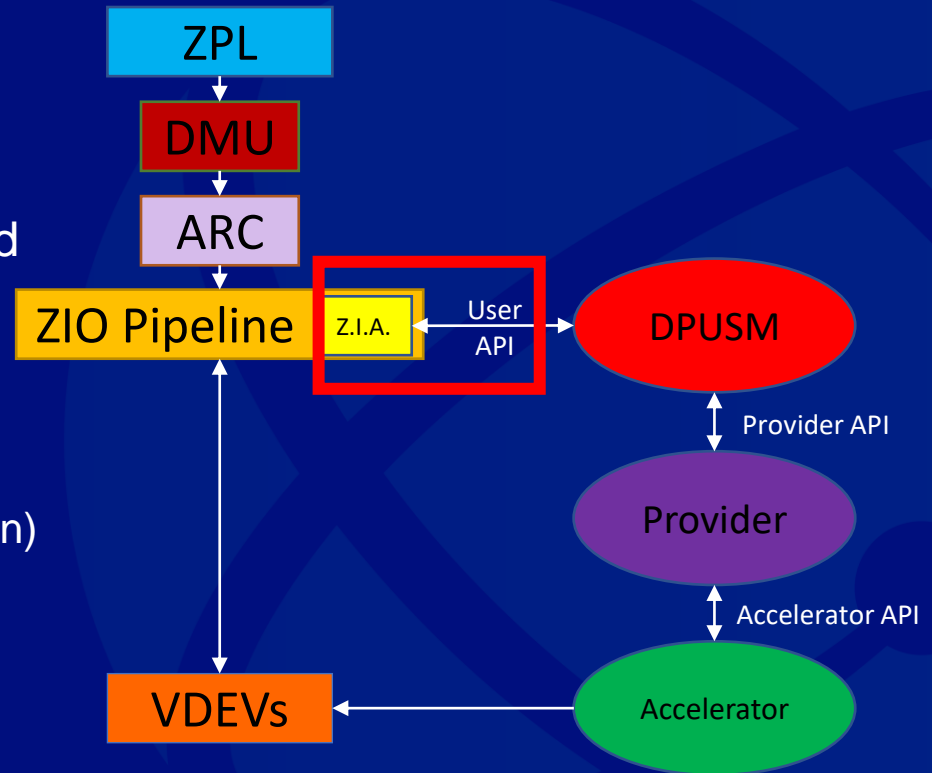 ZPL
DMU
ARC
ZIO Pipeline
Z.I.A.
User
API
DPUSM
Provider API
Provider
n)
Accelerator API
VDEVs
Accelerator